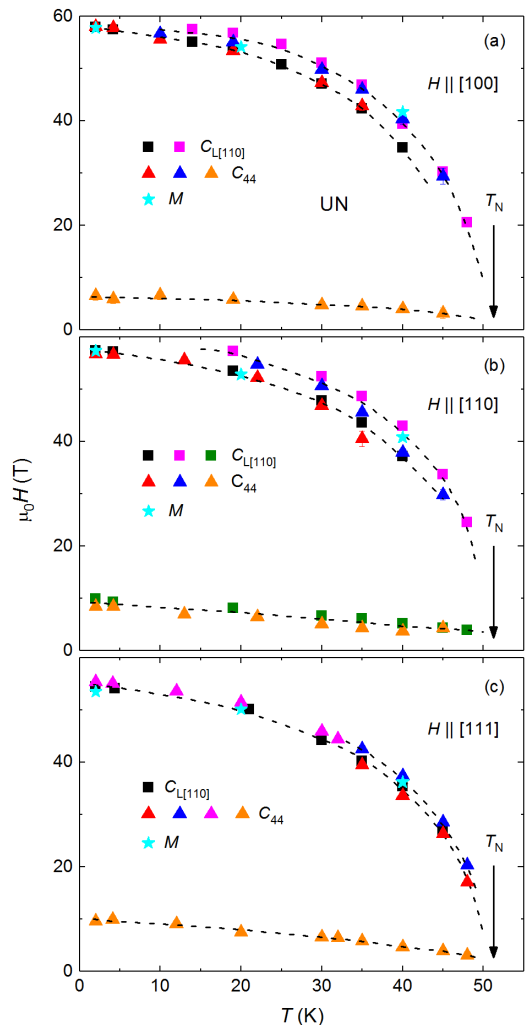 60
(a)
H || [100]
40
C_L[110]
C_44
UN
M
T_N
20
0
(b)
H || [110]
40
C_L[110]
C_44
M
T_N
20
0
μ₀H (T)
(c)
H || [111]
40
C_L[110]
C_44
M
T_N
20
0
0 10 20 30 40 50
T (K)